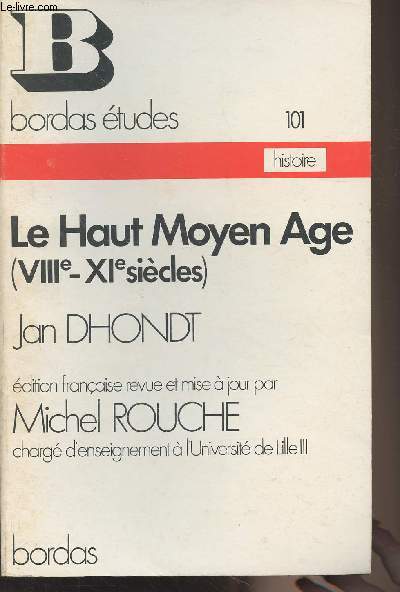 Le-livre.com
B
bordas études 101
histoire
Le Haut Moyen Age
(VIIIe-XIe siècles)
Jan DHONDT
édition française revue et mise à jour par
Michel ROUCHE
chargé d'enseignement à l'Université de Lille III
bordas